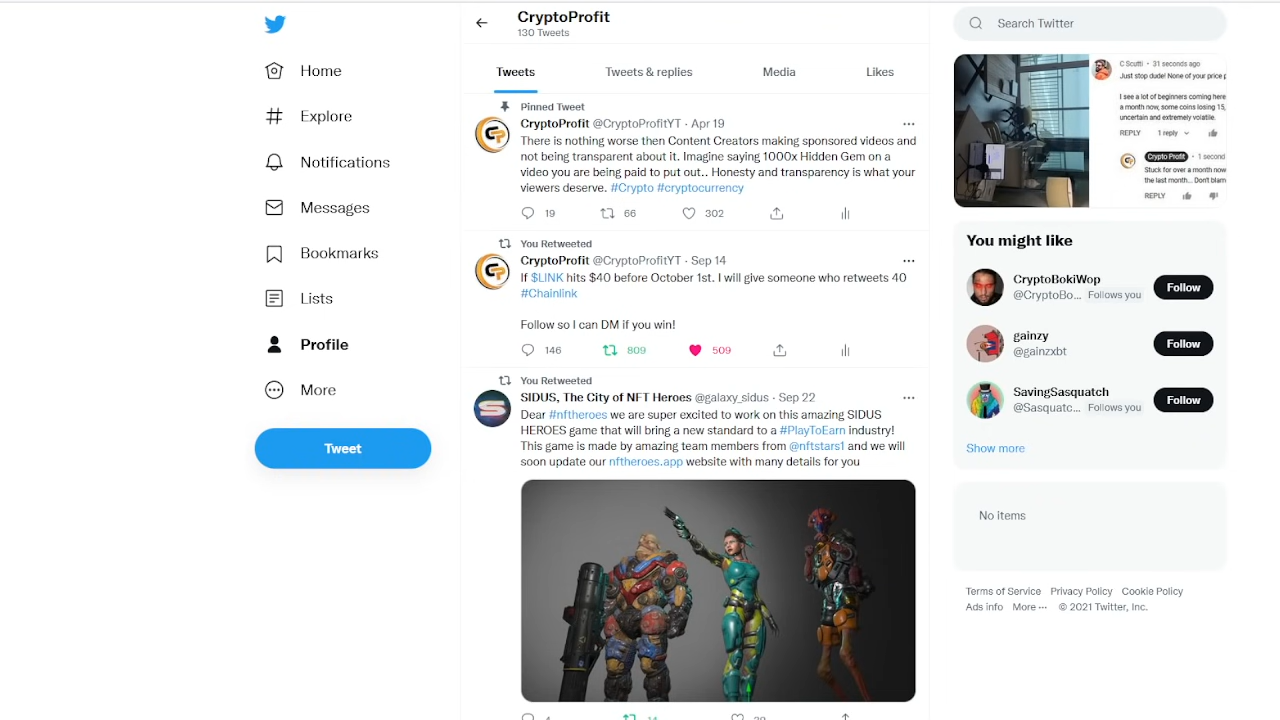 Home
Explore
Notifications
Messages
Bookmarks
Lists
Profile
More
Tweet
CryptoProfit
130 Tweets
Tweets
Tweets & replies
Media
Likes
Pinned Tweet
CryptoProfit @CryptoProfitYT · Apr 19
There is nothing worse then Content Creators making sponsored videos and
not being transparent about it. Imagine saying 1000x Hidden Gem on a
video you are being paid to put out.. Honesty and transparency is what your
viewers deserve. #Crypto #cryptocurrency
19
66
302
You Retweeted
CryptoProfit @CryptoProfitYT · Sep 14
If $LINK hits $40 before October 1st. I will give someone who retweets 40
#Chainlink
Follow so I can DM if you win!
146
809
509
You Retweeted
SIDUS, The City of NFT Heroes @galaxy_sidus · Sep 22
Dear #nftheroes we are super excited to work on this amazing SIDUS
HEROES game that will bring a new standard to a #PlayToEarn industry!
This game is made by amazing team members from @nftstars1 and we will
soon update our nftheroes.app website with many details for you
Search Twitter
C Scutti · 31 seconds ago
Just stop dude! None of your price p
I see a lot of beginners coming here
a month now, some coins losing 15,
uncertain and extremely volatile.
REPLY 1 reply
Crypto Profit · 1 second
Stuck for over a month now
the last month... Don't blam
REPLY
You might like
CryptoBokiWop
@CryptoBo... Follows you
Follow
gainzy
@gainzxbt
Follow
SavingSasquatch
@Sasquatc... Follows you
Follow
Show more
No items
Terms of Service Privacy Policy Cookie Policy
Ads info More ··· © 2021 Twitter, Inc.